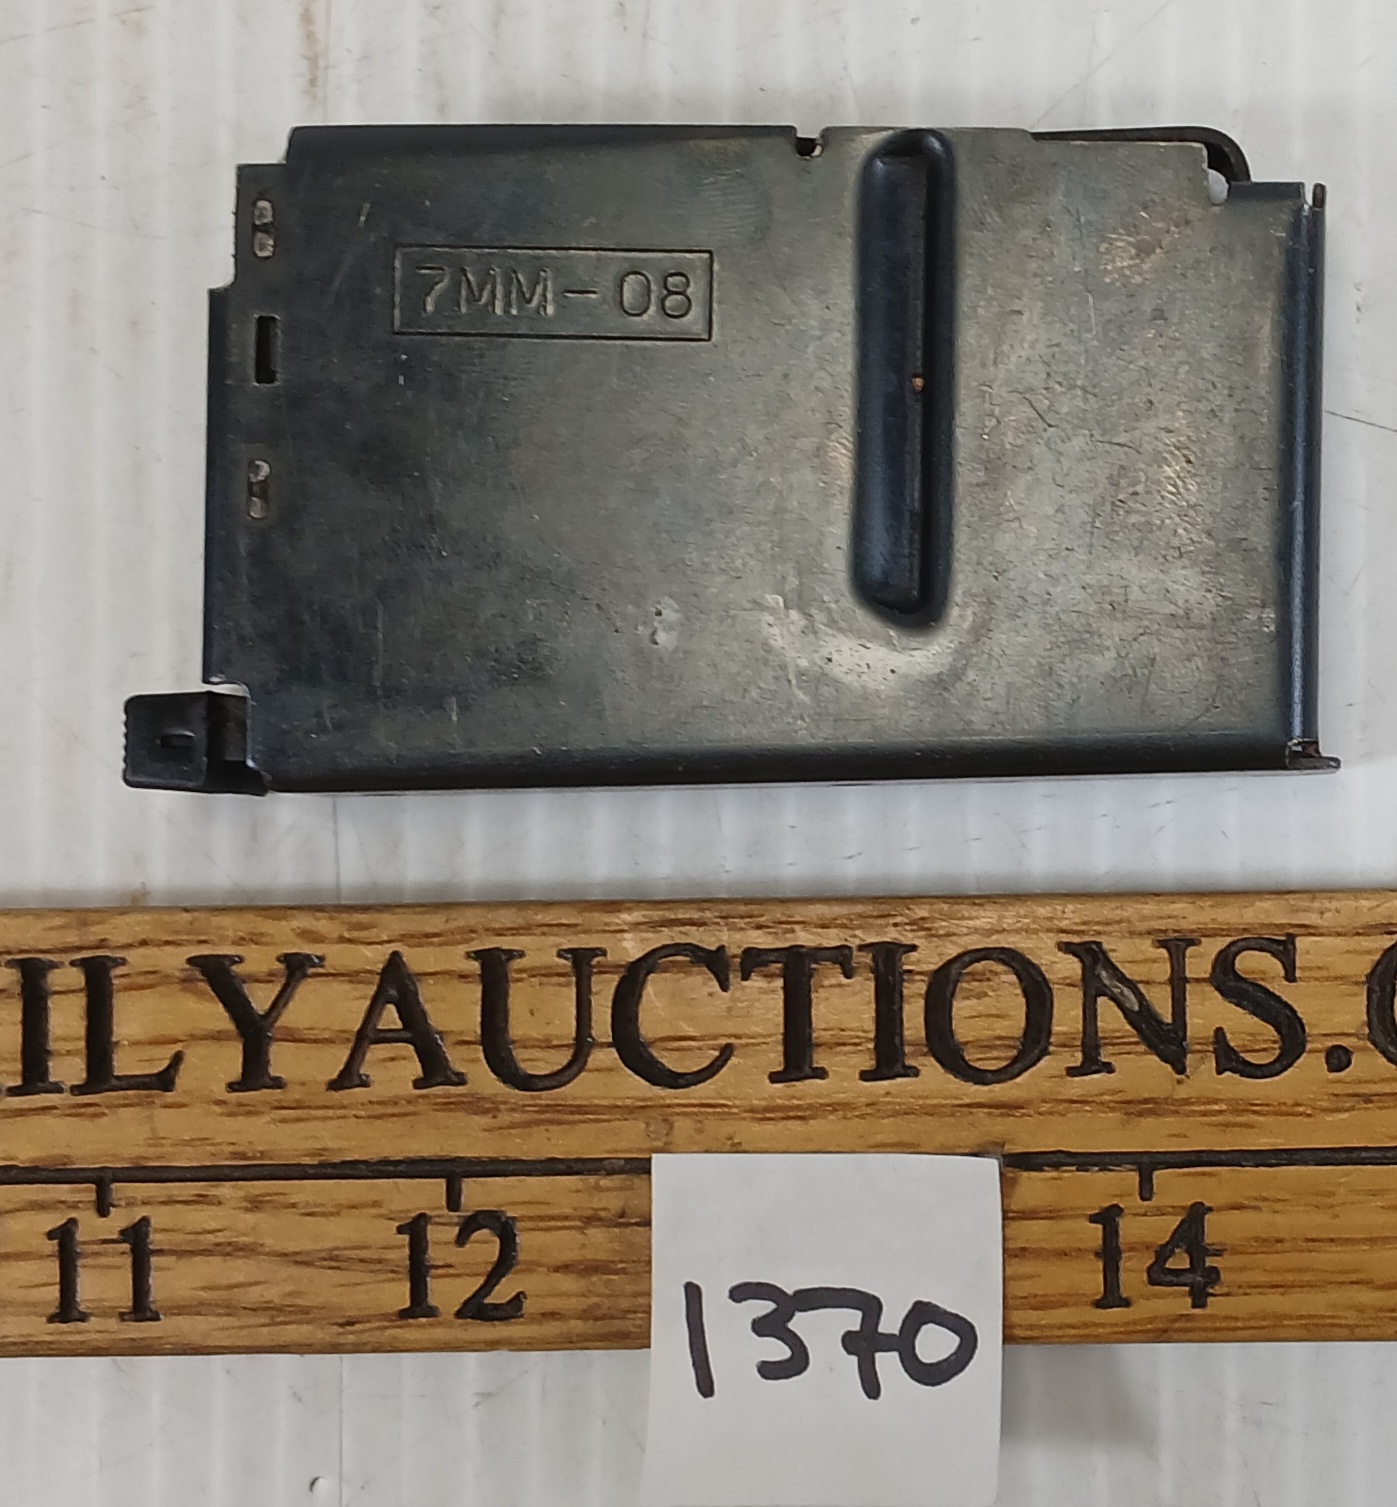 7MM-08
ILYAUCTIONS.
11 12 14
1370